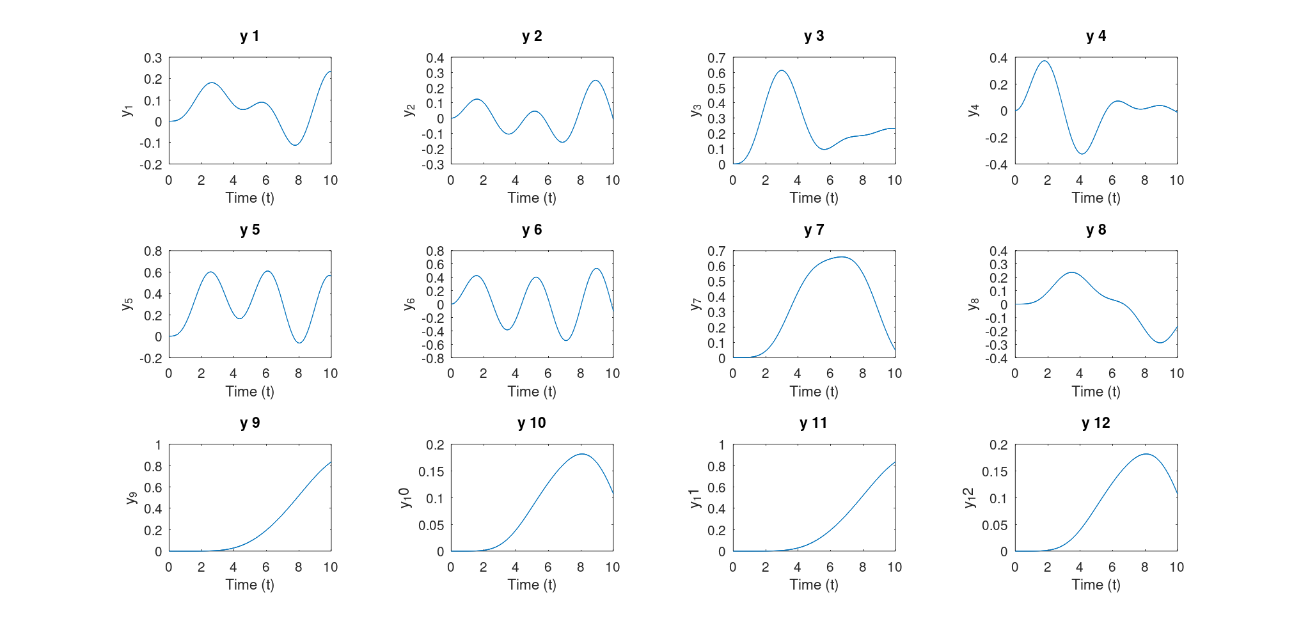 y 1
y 2
y 3
y 4
0.3
0.2
0.1
0
-0.1
-0.2
y1
0 2 4 6 8 10
Time (t)
0.4
0.3
0.2
0.1
0
-0.1
-0.2
-0.3
y2
0 2 4 6 8 10
Time (t)
0.7
0.6
0.5
0.4
0.3
0.2
0.1
0
y3
0 2 4 6 8 10
Time (t)
0.4
0.2
0
-0.2
-0.4
y4
0 2 4 6 8 10
Time (t)
y 5
y 6
y 7
y 8
0.8
0.6
0.4
0.2
0
-0.2
y5
0 2 4 6 8 10
Time (t)
0.8
0.6
0.4
0.2
0
-0.2
-0.4
-0.6
-0.8
y6
0 2 4 6 8 10
Time (t)
0.7
0.6
0.5
0.4
0.3
0.2
0.1
0
y7
0 2 4 6 8 10
Time (t)
0.4
0.3
0.2
0.1
0
-0.1
-0.2
-0.3
-0.4
y8
0 2 4 6 8 10
Time (t)
y 9
y 10
y 11
y 12
1
0.8
0.6
0.4
0.2
0
y9
0 2 4 6 8 10
Time (t)
0.2
0.15
0.1
0.05
0
y10
0 2 4 6 8 10
Time (t)
1
0.8
0.6
0.4
0.2
0
y11
0 2 4 6 8 10
Time (t)
0.2
0.15
0.1
0.05
0
y12
0 2 4 6 8 10
Time (t)